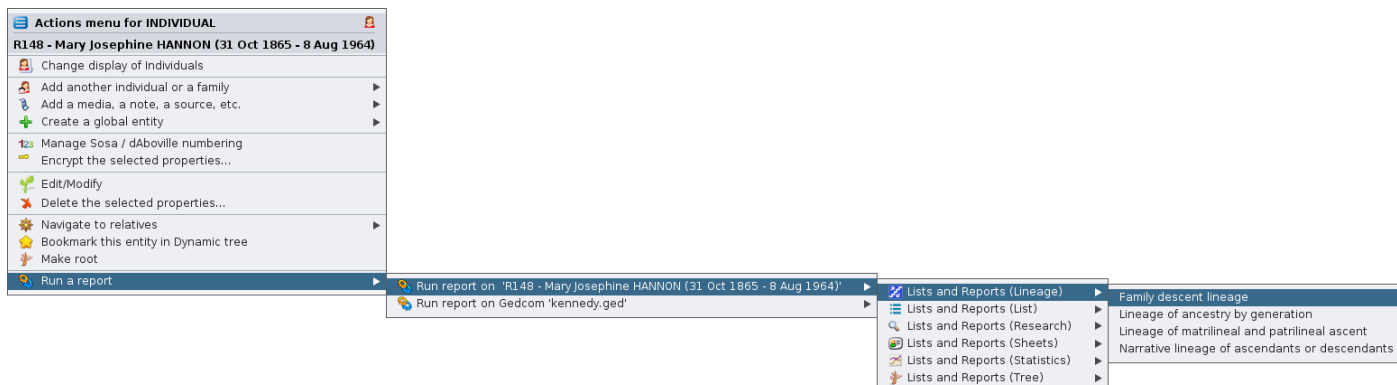 Actions menu for INDIVIDUAL
R148 - Mary Josephine HANNON (31 Oct 1865 - 8 Aug 1964)
Change display of Individuals
Add another individual or a family
Add a media, a note, a source, etc.
Create a global entity
123 Manage Sosa / dAboville numbering
Encrypt the selected properties...
Edit/Modify
Delete the selected properties...
Navigate to relatives
Bookmark this entity in Dynamic tree
Make root
Run a report
Run report on 'R148 - Mary Josephine HANNON (31 Oct 1865 - 8 Aug 1964)'
Run report on Gedcom 'kennedy.ged'
Lists and Reports (Lineage)
Lists and Reports (List)
Lists and Reports (Research)
Lists and Reports (Sheets)
Lists and Reports (Statistics)
Lists and Reports (Tree)
Family descent lineage
Lineage of ancestry by generation
Lineage of matrilineal and patrilineal ascent
Narrative lineage of ascendants or descendants